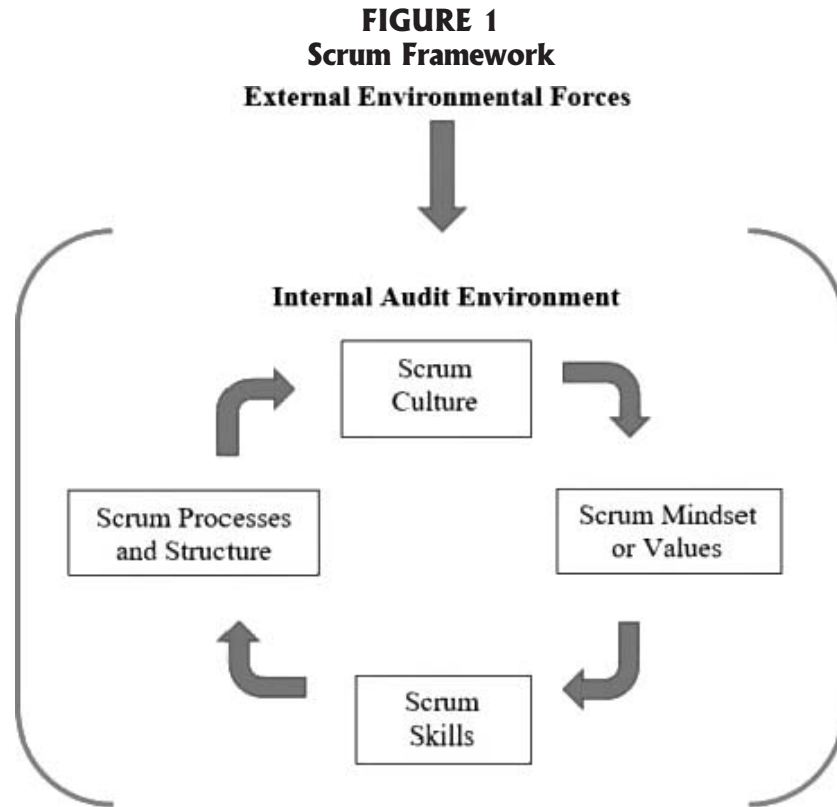 FIGURE 1
Scrum Framework
External Environmental Forces
Internal Audit Environment
Scrum
Culture
Scrum Processes
and Structure
Scrum Mindset
or Values
Scrum
Skills